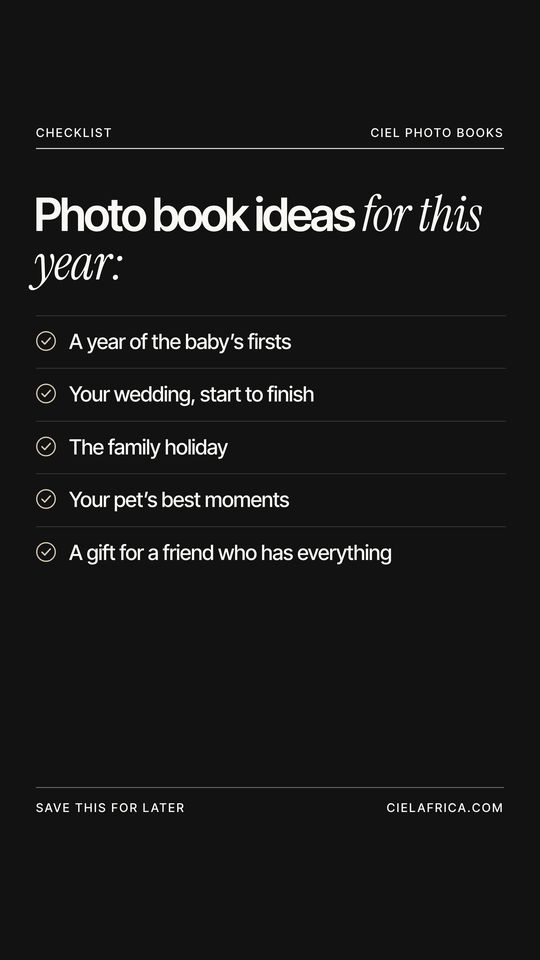 CHECKLIST
CIEL PHOTO BOOKS
Photo book ideas for this
year:
A year of the baby’s firsts
Your wedding, start to finish
The family holiday
Your pet’s best moments
A gift for a friend who has everything
SAVE THIS FOR LATER
CIELAFRICA.COM